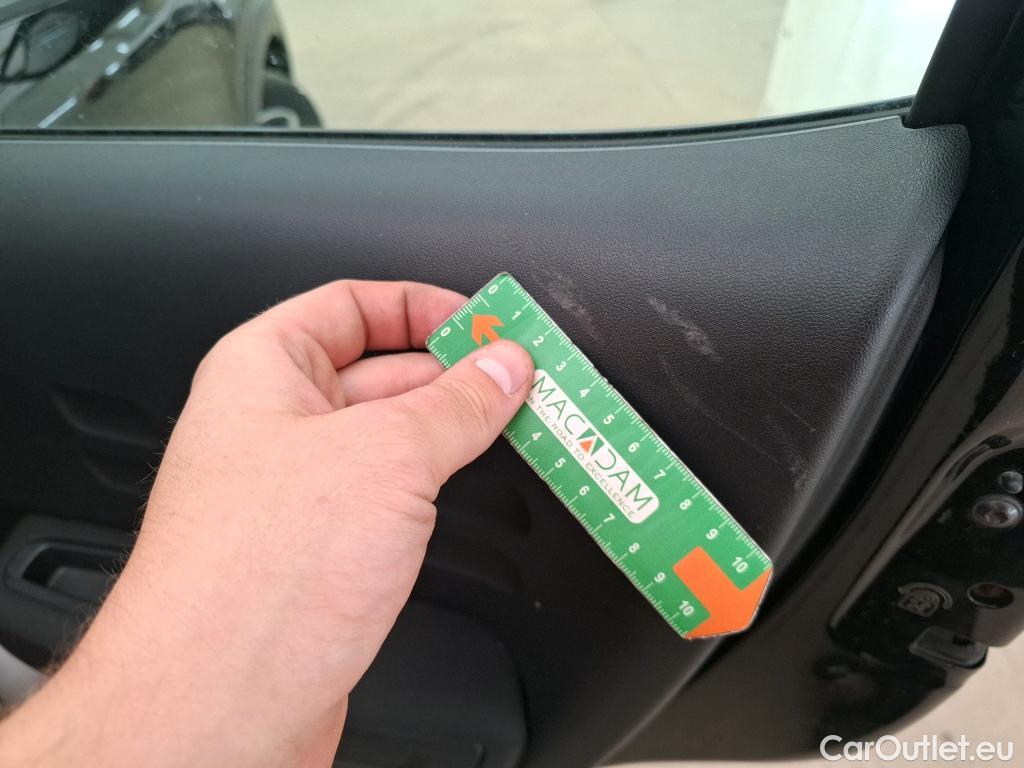 0 1 2 3 4 5 6 7 8 9 10
MACADAM
ON THE ROAD TO EXCELLENCE
0 4 5 6 7 8 9 10
CarOutlet.eu